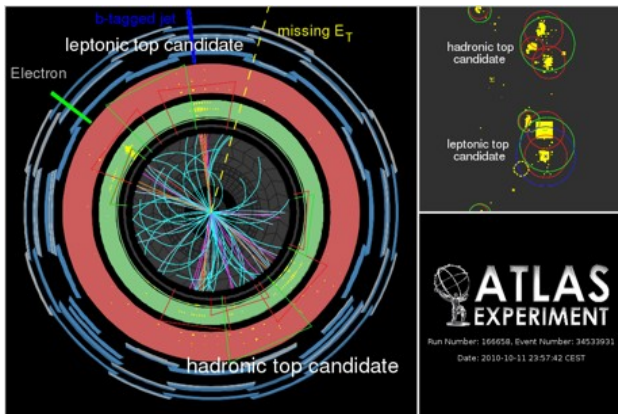 b-tagged jet
leptonic top candidate
missing E_T
Electron
hadronic top candidate
hadronic top
candidate
leptonic top
candidate
ATLAS
EXPERIMENT
Run Number: 166658, Event Number: 34533931
Date: 2010-10-11 23:57:42 CEST